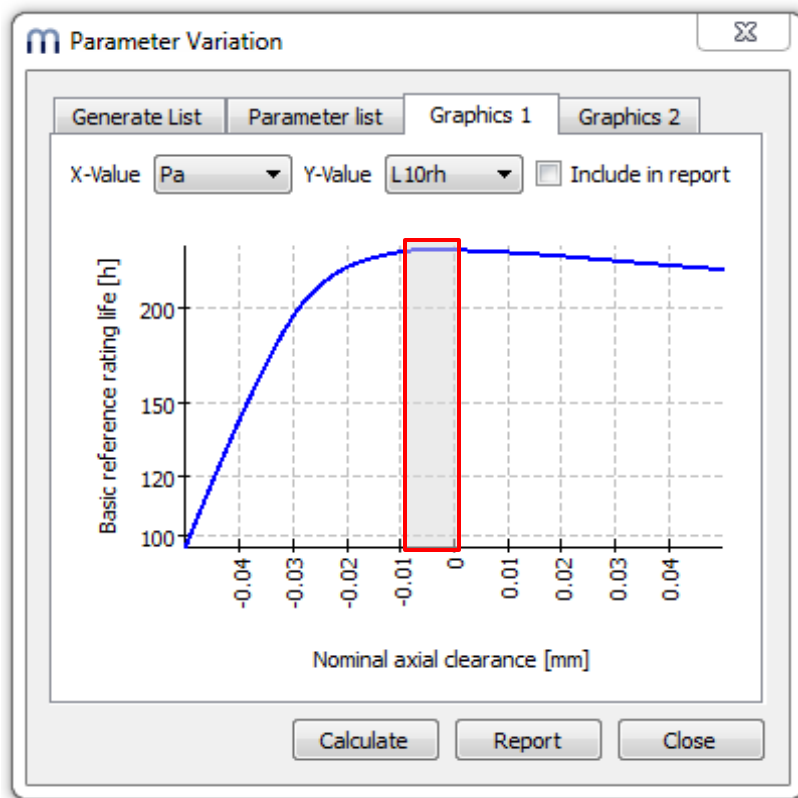 Parameter Variation
Generate List Parameter list Graphics 1 Graphics 2
X-Value Pa Y-Value L10rh Include in report
Basic reference rating life [h]
200
150
120
100
-0.04 -0.03 -0.02 -0.01 0 0.01 0.02 0.03 0.04
Nominal axial clearance [mm]
Calculate Report Close